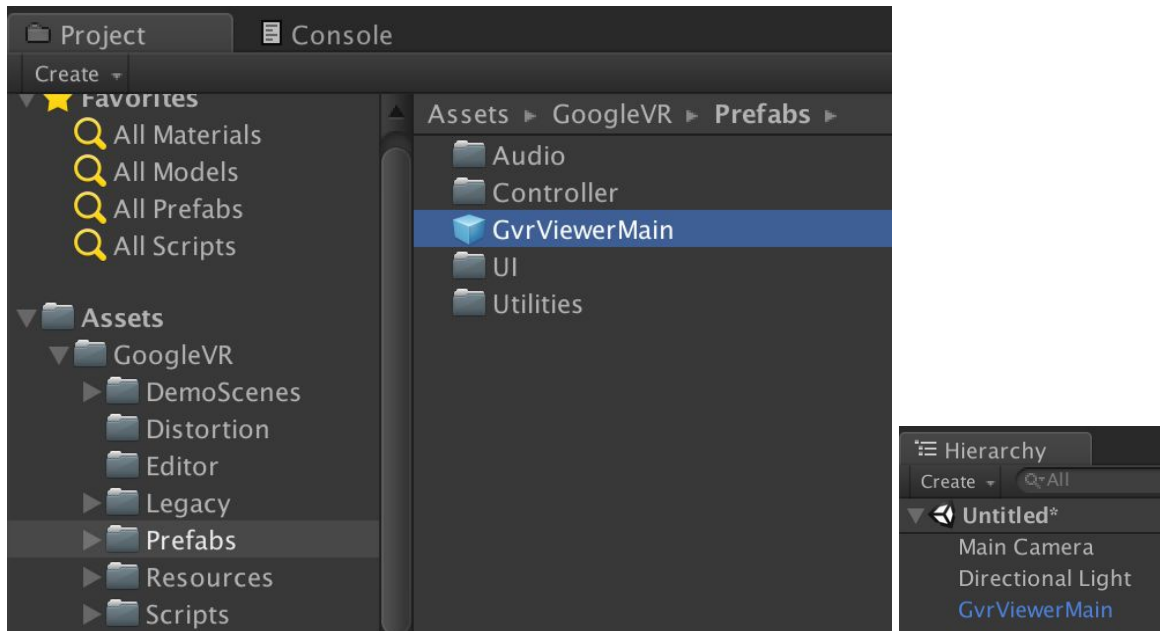 Project
Console
Create
Favorites
All Materials
All Models
All Prefabs
All Scripts
Assets
GoogleVR
DemoScenes
Distortion
Editor
Legacy
Prefabs
Resources
Scripts
Assets GoogleVR Prefabs
Audio
Controller
GvrViewerMain
UI
Utilities
Hierarchy
Create All
Untitled*
Main Camera
Directional Light
GvrViewerMain